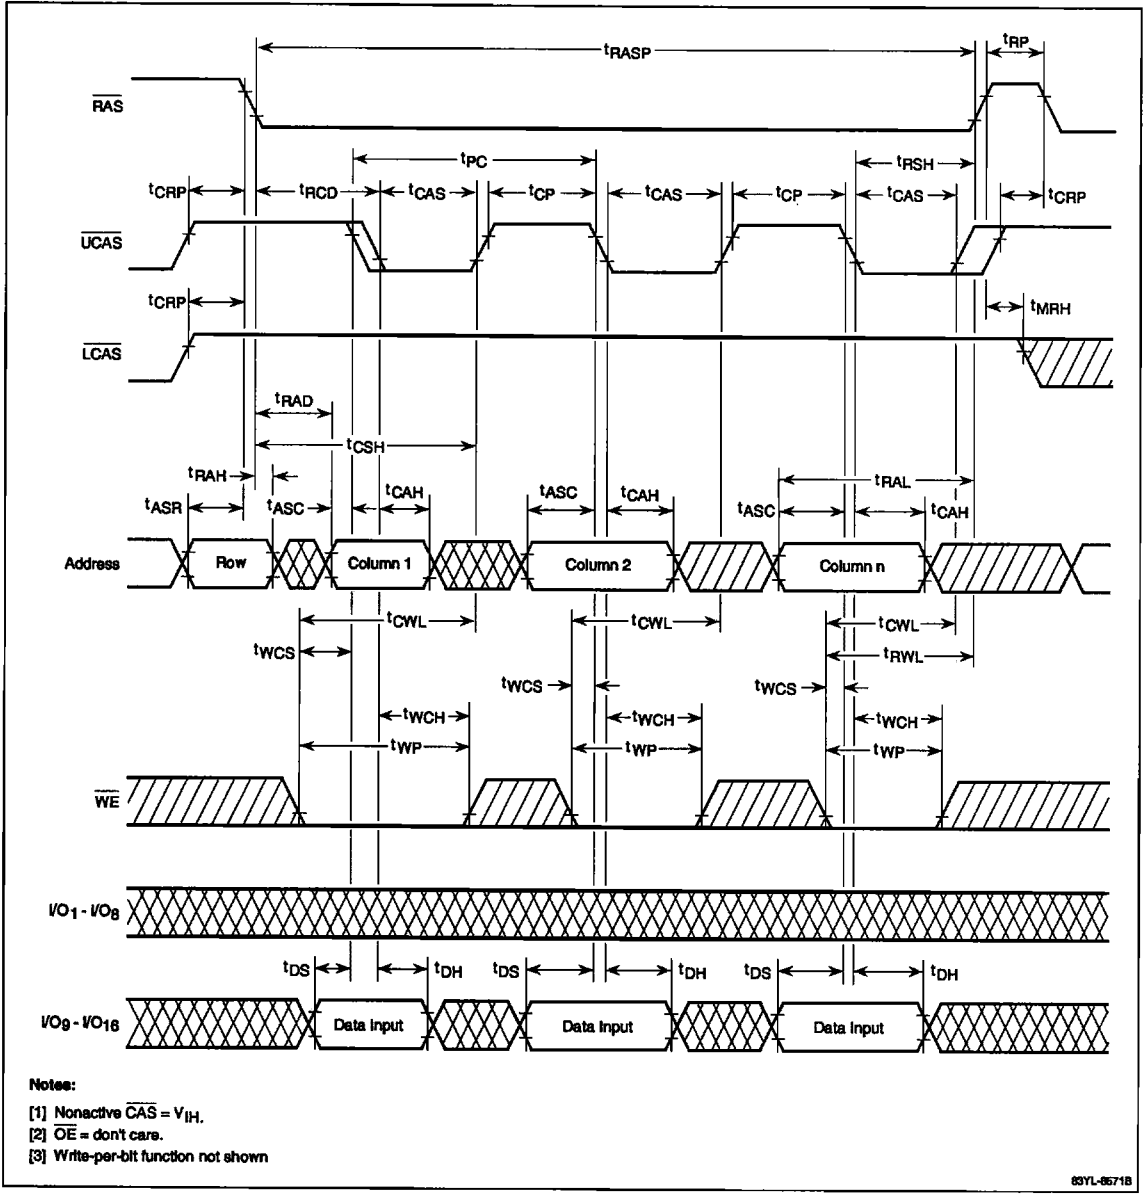 tRASP
tRP
RAS
tPC
tRSH
tCRP
tRCD
tCAS
tCP
tCAS
tCP
tCAS
tCRP
UCAS
tCRP
tMRH
LCAS
tRAD
tCSH
tRAH
tRAL
tASR
tASC
tCAH
tASC
tCAH
tASC
tCAH
Address
Row
Column 1
Column 2
Column n
tCWL
tCWL
tCWL
tWCS
tRWL
tWCS
tWCS
tWCH
tWCH
tWCH
tWP
tWP
tWP
WE
I/O1 - I/O8
tDS
tDH
tDS
tDH
tDS
tDH
I/O9 - I/O16
Data Input
Data Input
Data Input
Notes:
[1] Nonactive CAS = VIH.
[2] OE = don't care.
[3] Write-per-bit function not shown
83YL-8571B